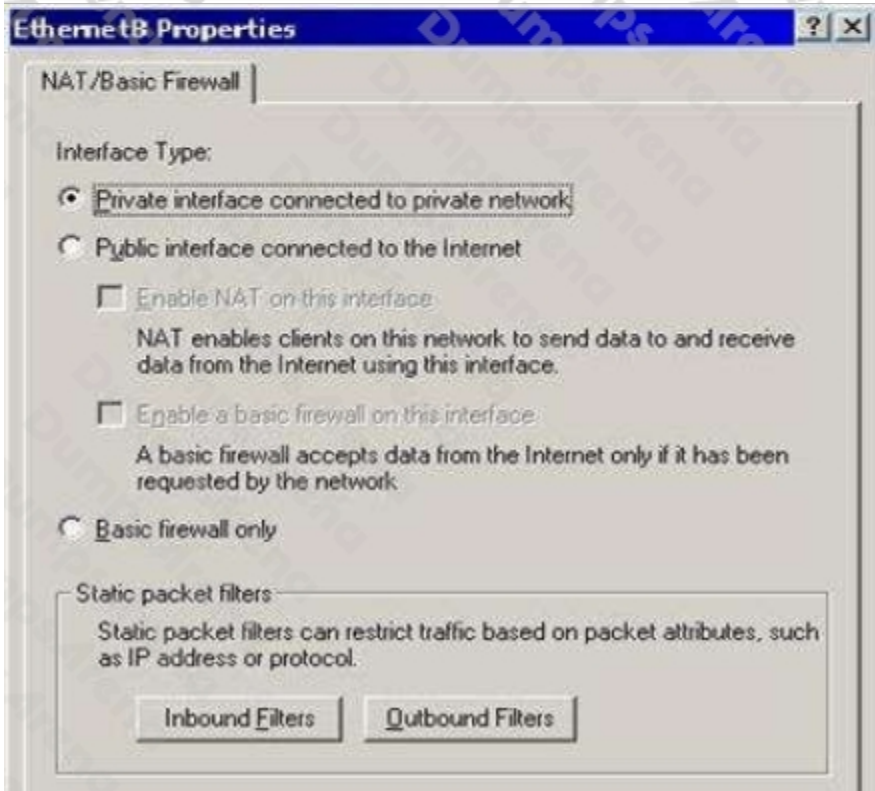 EthernetB Properties
NAT/Basic Firewall
Interface Type:
Private interface connected to private network
Public interface connected to the Internet
Enable NAT on this interface
NAT enables clients on this network to send data to and receive
data from the Internet using this interface.
Enable a basic firewall on this interface
A basic firewall accepts data from the Internet only if it has been
requested by the network
Basic firewall only
Static packet filters
Static packet filters can restrict traffic based on packet attributes, such
as IP address or protocol.
Inbound Filters
Outbound Filters
DumpsArena